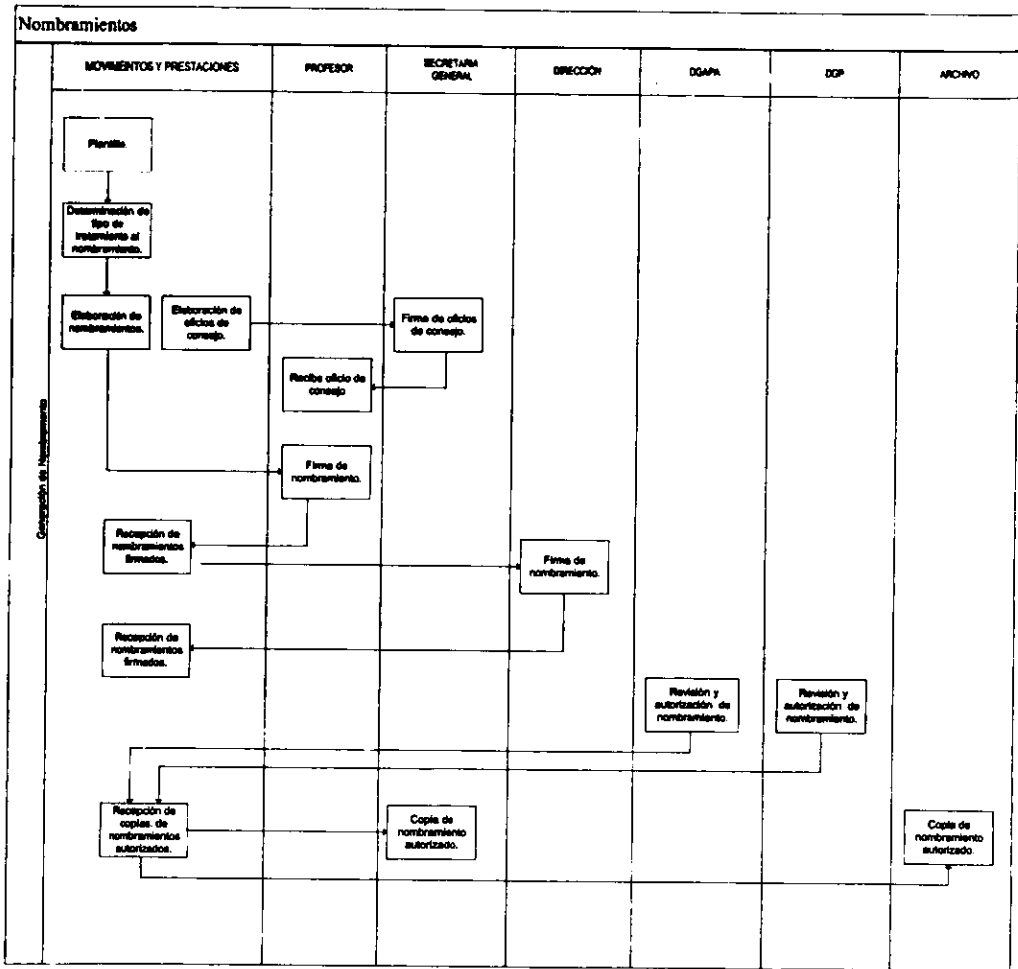 Nombramientos
MOVIMIENTOS Y PRESTACIONES
PROFESOR
SECRETARIA
GENERAL
DIRECCIÓN
DGAPA
DGP
ARCHIVO
Generación de Nombramiento
Plantilla.
Determinación de
tipo de
tratamiento al
nombramiento.
Elaboración de
nombramientos.
Elaboración de
oficios de
consejo.
Firma de oficios
de consejo.
Recibe oficio de
consejo
Firma de
nombramiento.
Recepción de
nombramientos
firmados.
Firma de
nombramiento.
Recepción de
nombramientos
firmados.
Revisión y
autorización de
nombramiento.
Revisión y
autorización de
nombramiento.
Recepción de
copias. de
nombramientos
autorizados.
Copia de
nombramiento
autorizado.
Copia de
nombramiento
autorizado.